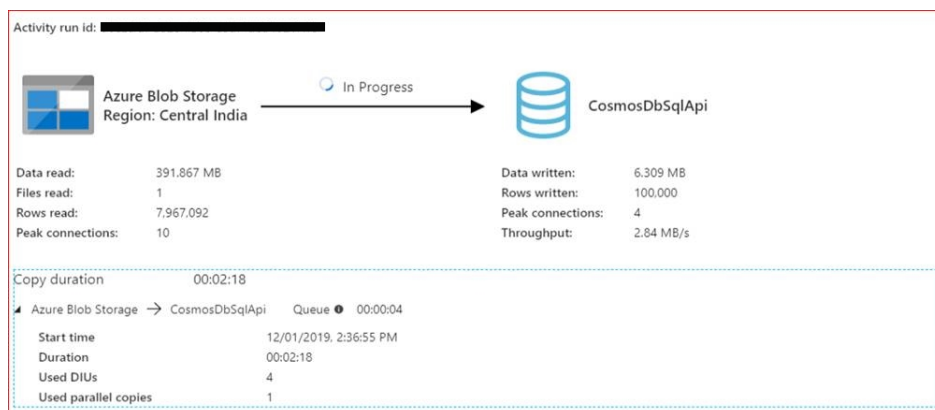 Activity run id:
In Progress
Azure Blob Storage
Region: Central India
CosmosDbSqlApi
Data read: 391.867 MB
Files read: 1
Rows read: 7,967,092
Peak connections: 10
Data written: 6.309 MB
Rows written: 100,000
Peak connections: 4
Throughput: 2.84 MB/s
Copy duration 00:02:18
Azure Blob Storage → CosmosDbSqlApi Queue 00:00:04
Start time 12/01/2019, 2:36:55 PM
Duration 00:02:18
Used DIUs 4
Used parallel copies 1